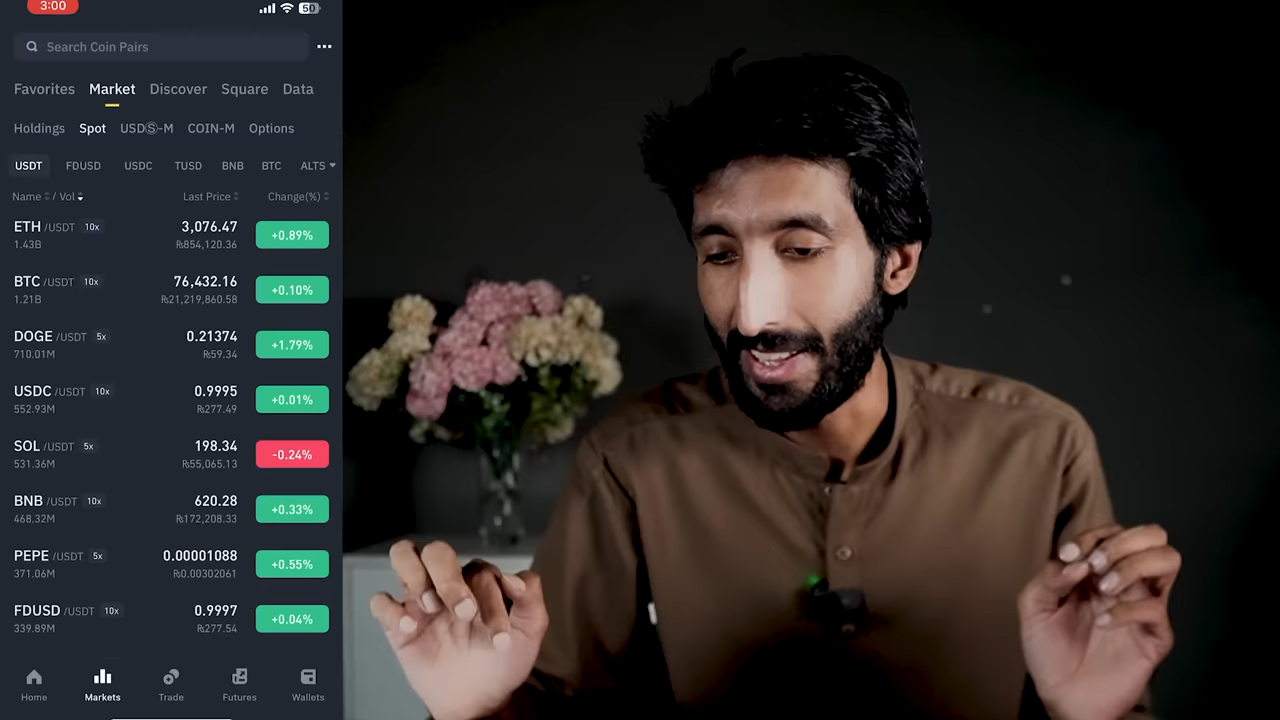 3:00
50
Search Coin Pairs
Favorites Market Discover Square Data
Holdings Spot USDⓈ-M COIN-M Options
USDT FDUSD USDC TUSD BNB BTC ALTS
Name / Vol Last Price Change(%)
ETH /USDT 10x 3,076.47 +0.89%
1.43B ₨854,120.36
BTC /USDT 10x 76,432.16 +0.10%
1.21B ₨21,219,860.58
DOGE /USDT 5x 0.21374 +1.79%
710.01M ₨59.34
USDC /USDT 10x 0.9995 +0.01%
552.93M ₨277.49
SOL /USDT 5x 198.34 -0.24%
531.36M ₨55,065.13
BNB /USDT 10x 620.28 +0.33%
468.32M ₨172,208.33
PEPE /USDT 5x 0.00001088 +0.55%
371.06M ₨0.00302061
FDUSD /USDT 10x 0.9997 +0.04%
339.89M ₨277.54
Home Markets Trade Futures Wallets